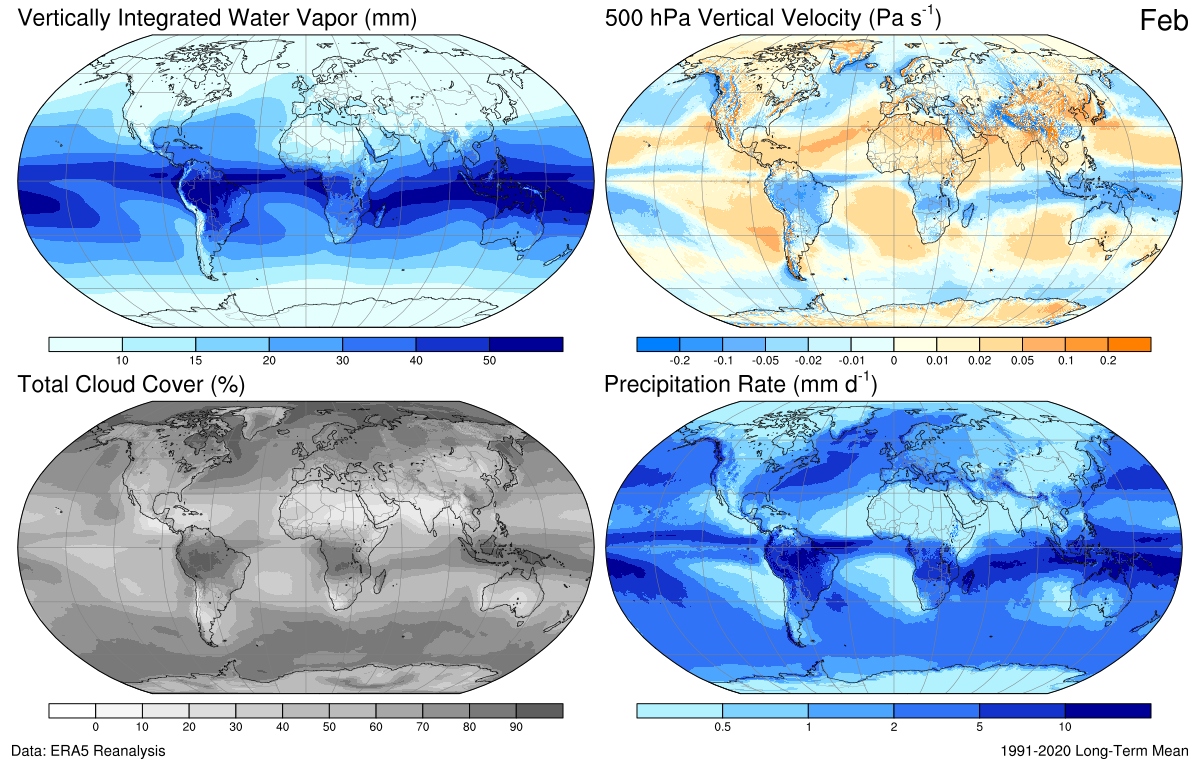 Vertically Integrated Water Vapor (mm)
500 hPa Vertical Velocity (Pa s⁻¹)
Feb
10 15 20 30 40 50
-0.2 -0.1 -0.05 -0.02 -0.01 0 0.01 0.02 0.05 0.1 0.2
Total Cloud Cover (%)
Precipitation Rate (mm d⁻¹)
0 10 20 30 40 50 60 70 80 90
0.5 1 2 5 10
Data: ERA5 Reanalysis
1991-2020 Long-Term Mean